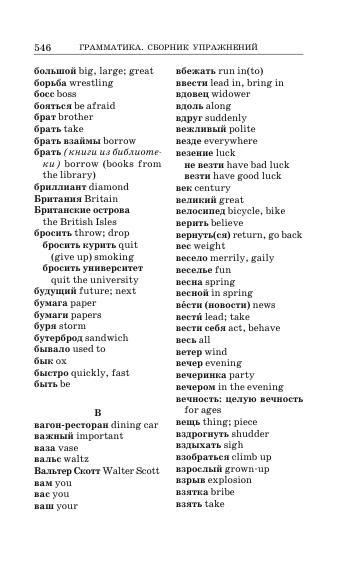 546 ГРАММАТИКА. СБОРНИК УПРАЖНЕНИЙ
большой big, large; great
борьба wrestling
босс boss
бояться be afraid
брат brother
брать take
брать взаймы borrow
брать (книги из библиоте-
ки) borrow (books from
the library)
бриллиант diamond
Британия Britain
Британские острова
the British Isles
бросить throw; drop
бросить курить quit
(give up) smoking
бросить университет
quit the university
будущий future; next
бумага paper
бумаги papers
буря storm
бутерброд sandwich
бывало used to
бык ox
быстро quickly, fast
быть be
В
вагон-ресторан dining car
важный important
ваза vase
вальс waltz
Вальтер Скотт Walter Scott
вам you
вас you
ваш your
вбежать run in(to)
ввести lead in, bring in
вдовец widower
вдоль along
вдруг suddenly
вежливый polite
везде everywhere
везение luck
не везти have bad luck
везти have good luck
век century
великий great
велосипед bicycle, bike
верить believe
вернуть(ся) return, go back
вес weight
весело merrily, gaily
веселье fun
весна spring
весной in spring
ве́сти (новости) news
вести́ lead; take
вести себя act, behave
весь all
ветер wind
вечер evening
вечеринка party
вечером in the evening
вечность: целую вечность
for ages
вещь thing; piece
вздрогнуть shudder
вздыхать sigh
взобраться climb up
взрослый grown-up
взрыв explosion
взятка bribe
взять take